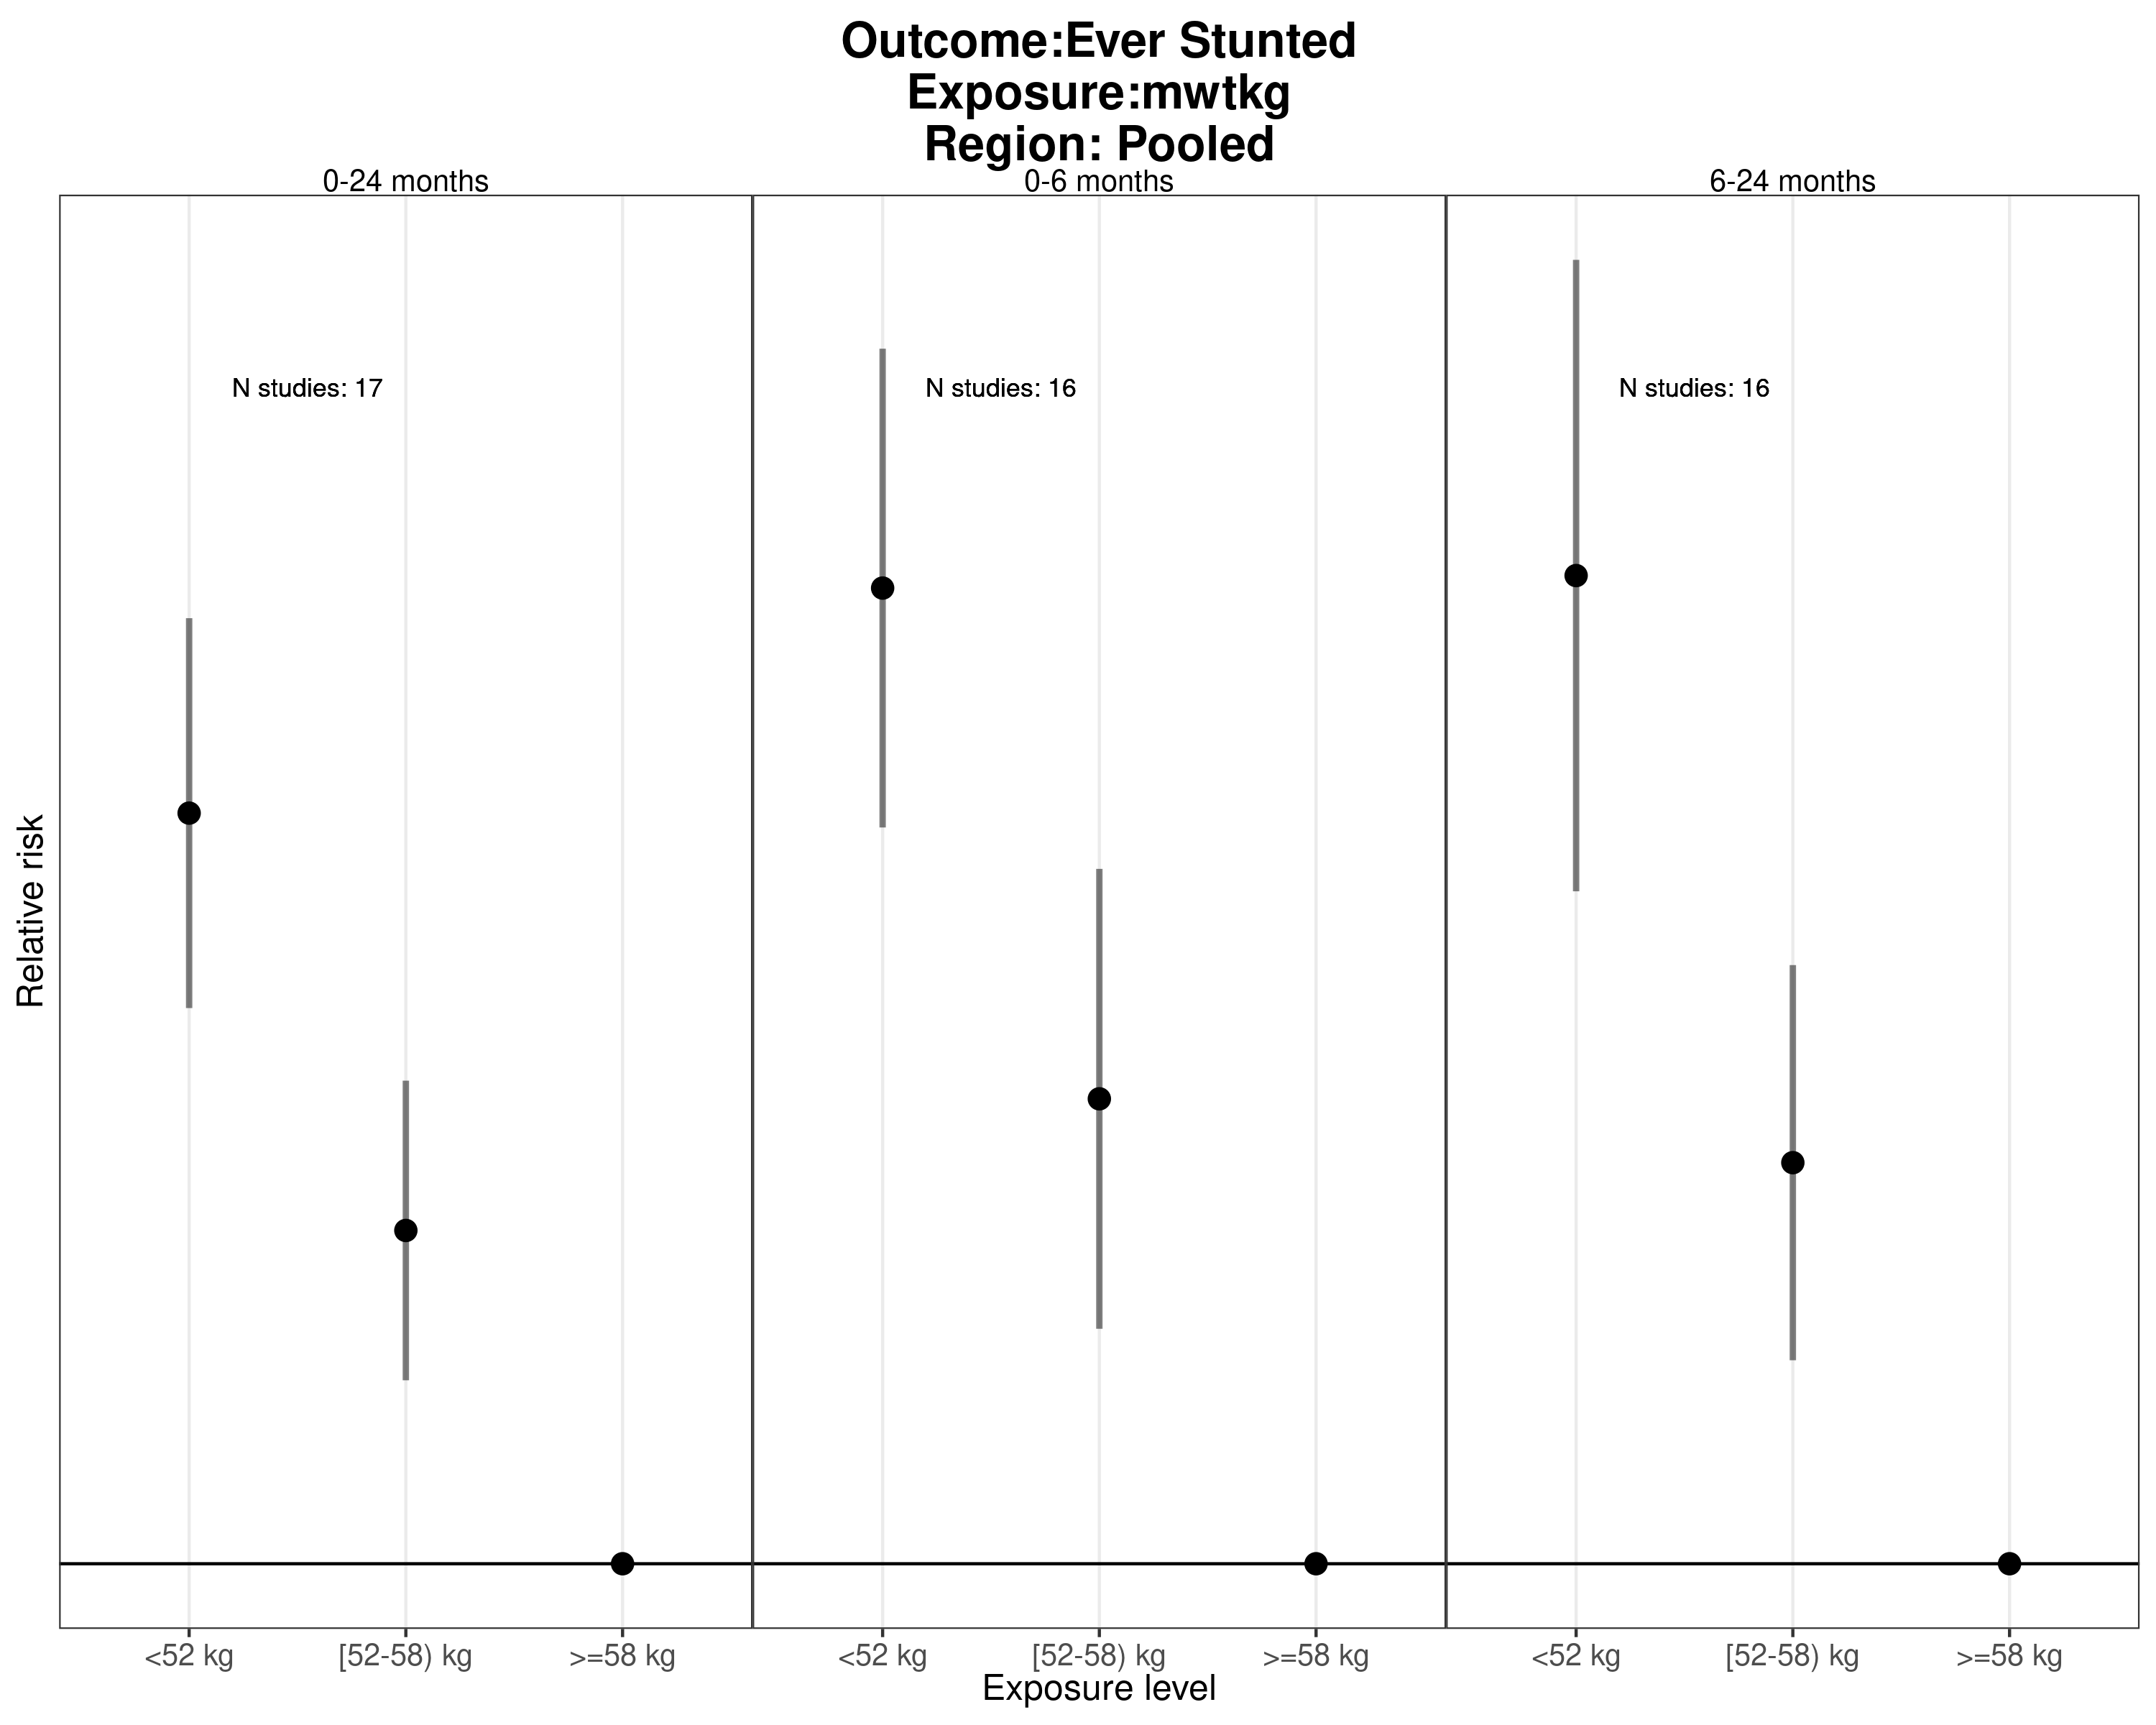 Outcome:Ever Stunted
Exposure:mwtkg
Region: Pooled
0-24 months
0-6 months
6-24 months
N studies: 17
N studies: 16
N studies: 16
Relative risk
<52 kg
[52-58) kg
>=58 kg
<52 kg
[52-58) kg
>=58 kg
<52 kg
[52-58) kg
>=58 kg
Exposure level